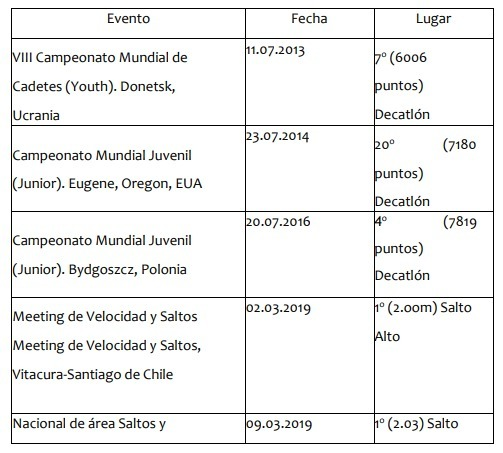 Evento Fecha Lugar
VIII Campeonato Mundial de
Cadetes (Youth). Donetsk,
Ucrania
11.07.2013
7º (6006
puntos)
Decatlón
Campeonato Mundial Juvenil
(Junior). Eugene, Oregon, EUA
23.07.2014
20º (7180
puntos)
Decatlón
Campeonato Mundial Juvenil
(Junior). Bydgoszcz, Polonia
20.07.2016
4º (7819
puntos)
Decatlón
Meeting de Velocidad y Saltos
Meeting de Velocidad y Saltos,
Vitacura-Santiago de Chile
02.03.2019
1º (2.00m) Salto
Alto
Nacional de área Saltos y
09.03.2019
1º (2.03) Salto